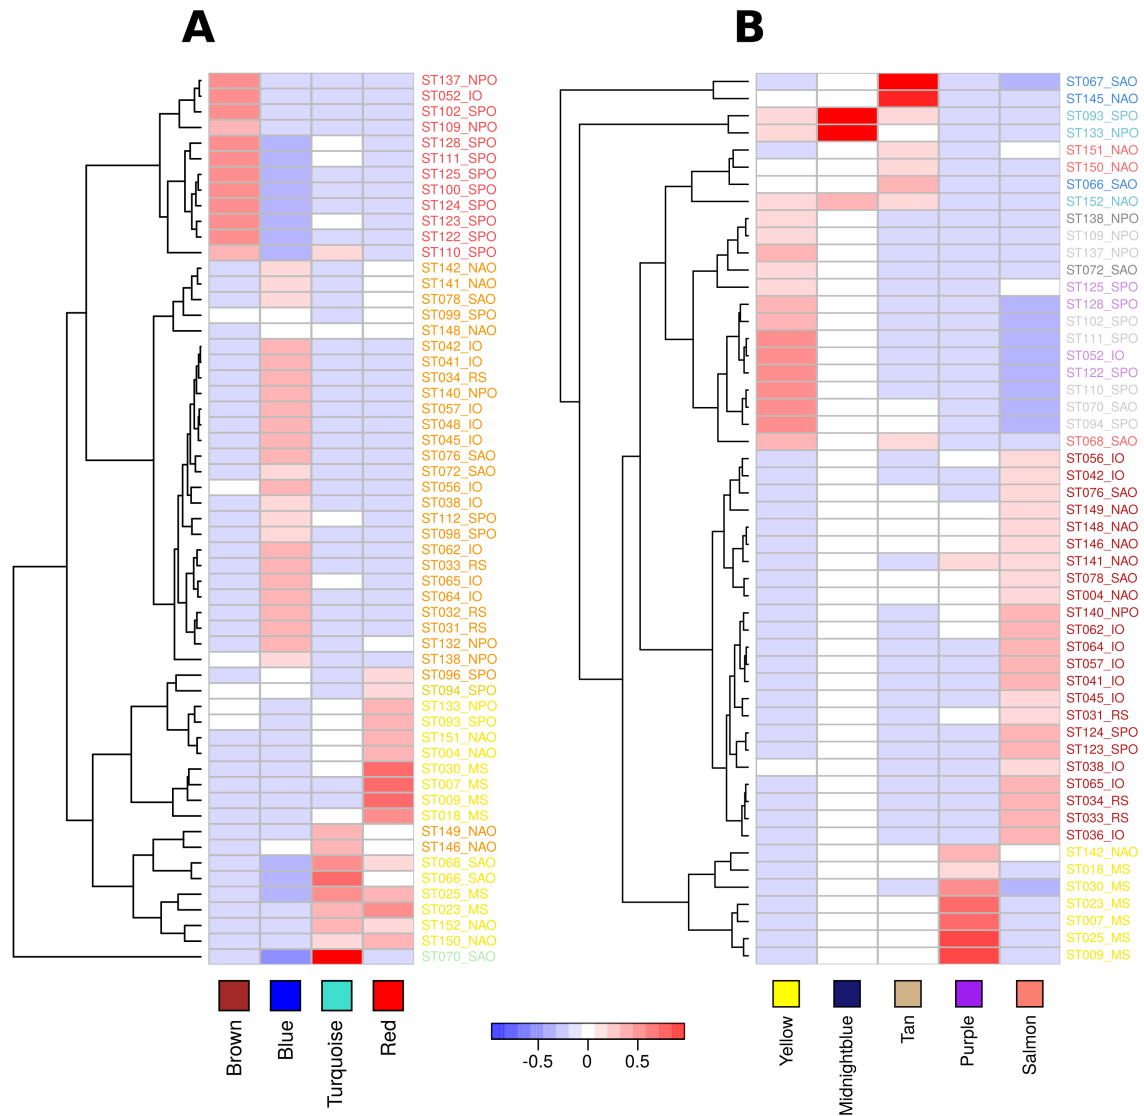 A
ST137_NPO
ST052_IO
ST102_SPO
ST109_NPO
ST128_SPO
ST111_SPO
ST125_SPO
ST100_SPO
ST124_SPO
ST123_SPO
ST122_SPO
ST110_SPO
ST142_NAO
ST141_NAO
ST078_SAO
ST099_SPO
ST148_NAO
ST042_IO
ST041_IO
ST034_RS
ST140_NPO
ST057_IO
ST048_IO
ST045_IO
ST076_SAO
ST072_SAO
ST056_IO
ST038_IO
ST112_SPO
ST098_SPO
ST062_IO
ST033_RS
ST065_IO
ST064_IO
ST032_RS
ST031_RS
ST132_NPO
ST138_NPO
ST096_SPO
ST094_SPO
ST133_NPO
ST093_SPO
ST151_NAO
ST004_NAO
ST030_MS
ST007_MS
ST009_MS
ST018_MS
ST149_NAO
ST146_NAO
ST068_SAO
ST066_SAO
ST025_MS
ST023_MS
ST152_NAO
ST150_NAO
ST070_SAO
Brown
Blue
Turquoise
Red
-0.5 0 0.5
B
ST067_SAO
ST145_NAO
ST093_SPO
ST133_NPO
ST151_NAO
ST150_NAO
ST066_SAO
ST152_NAO
ST138_NPO
ST109_NPO
ST137_NPO
ST072_SAO
ST125_SPO
ST128_SPO
ST102_SPO
ST111_SPO
ST052_IO
ST122_SPO
ST110_SPO
ST070_SAO
ST094_SPO
ST068_SAO
ST056_IO
ST042_IO
ST076_SAO
ST149_NAO
ST148_NAO
ST146_NAO
ST141_NAO
ST078_SAO
ST004_NAO
ST140_NPO
ST062_IO
ST064_IO
ST057_IO
ST041_IO
ST045_IO
ST031_RS
ST124_SPO
ST123_SPO
ST038_IO
ST065_IO
ST034_RS
ST033_RS
ST036_IO
ST142_NAO
ST018_MS
ST030_MS
ST023_MS
ST007_MS
ST025_MS
ST009_MS
Yellow
Midnightblue
Tan
Purple
Salmon